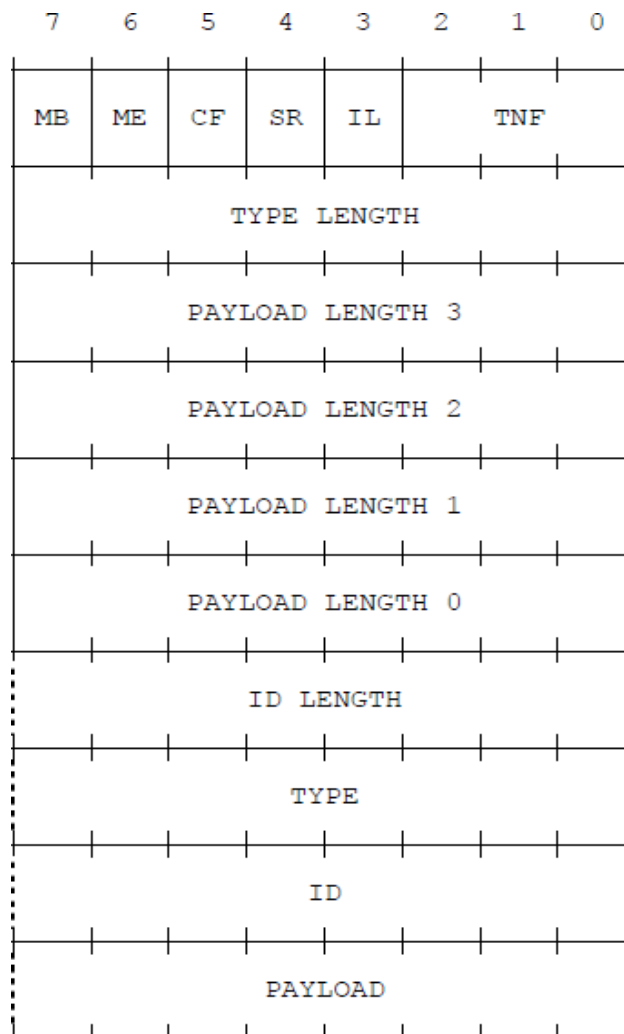 7 6 5 4 3 2 1 0
MB ME CF SR IL TNF
TYPE LENGTH
PAYLOAD LENGTH 3
PAYLOAD LENGTH 2
PAYLOAD LENGTH 1
PAYLOAD LENGTH 0
ID LENGTH
TYPE
ID
PAYLOAD